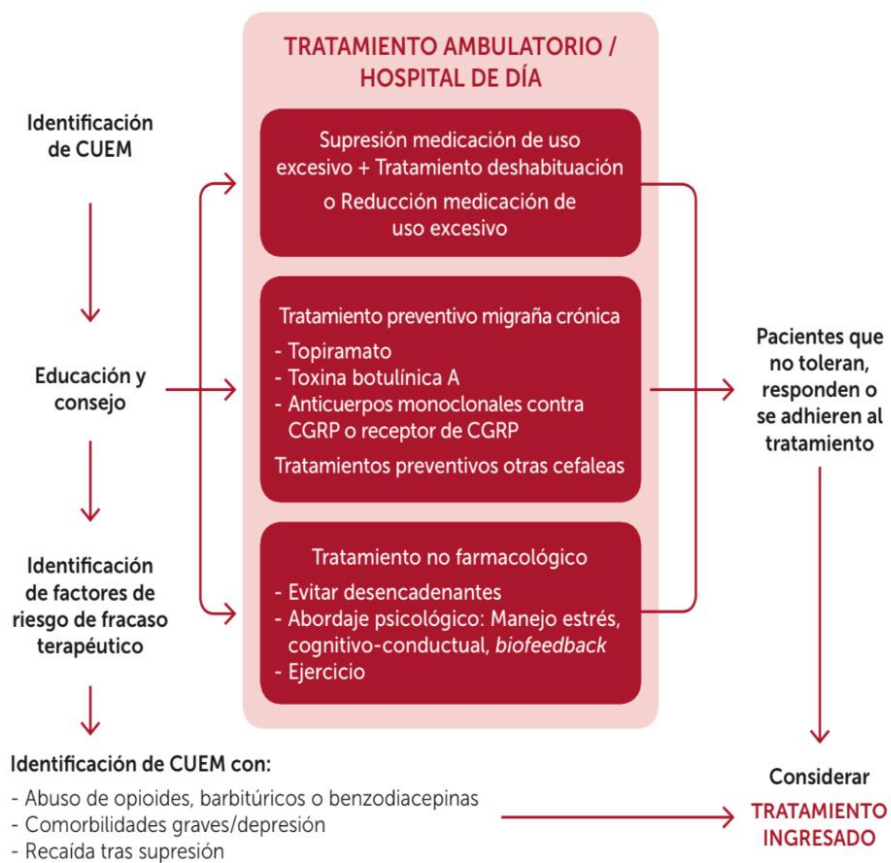 TRATAMIENTO AMBULATORIO /
HOSPITAL DE DÍA
Identificación
de CUEM
Supresión medicación de uso
excesivo + Tratamiento deshabituación
o Reducción medicación de
uso excesivo
Educación y
consejo
Tratamiento preventivo migraña crónica
- Topiramato
- Toxina botulínica A
- Anticuerpos monoclonales contra
CGRP o receptor de CGRP
Tratamientos preventivos otras cefaleas
Pacientes que
no toleran,
responden o
se adhieren al
tratamiento
Identificación
de factores de
riesgo de fracaso
terapéutico
Tratamiento no farmacológico
- Evitar desencadenantes
- Abordaje psicológico: Manejo estrés,
cognitivo-conductual, biofeedback
- Ejercicio
Identificación de CUEM con:
- Abuso de opioides, barbitúricos o benzodiacepinas
- Comorbilidades graves/depresión
- Recaída tras supresión
Considerar
TRATAMIENTO
INGRESADO